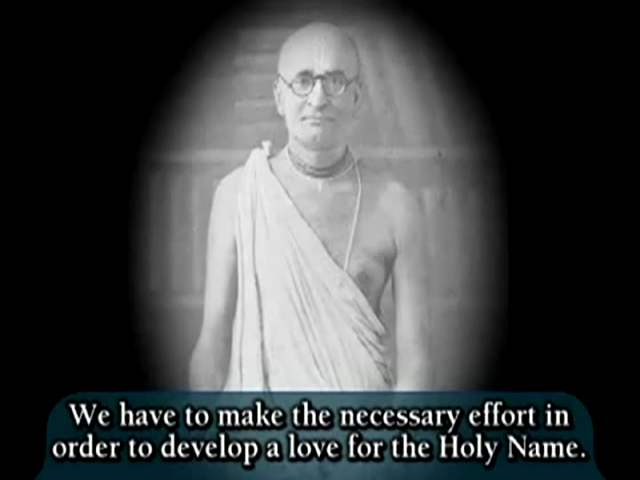 We have to make the necessary effort in
order to develop a love for the Holy Name.